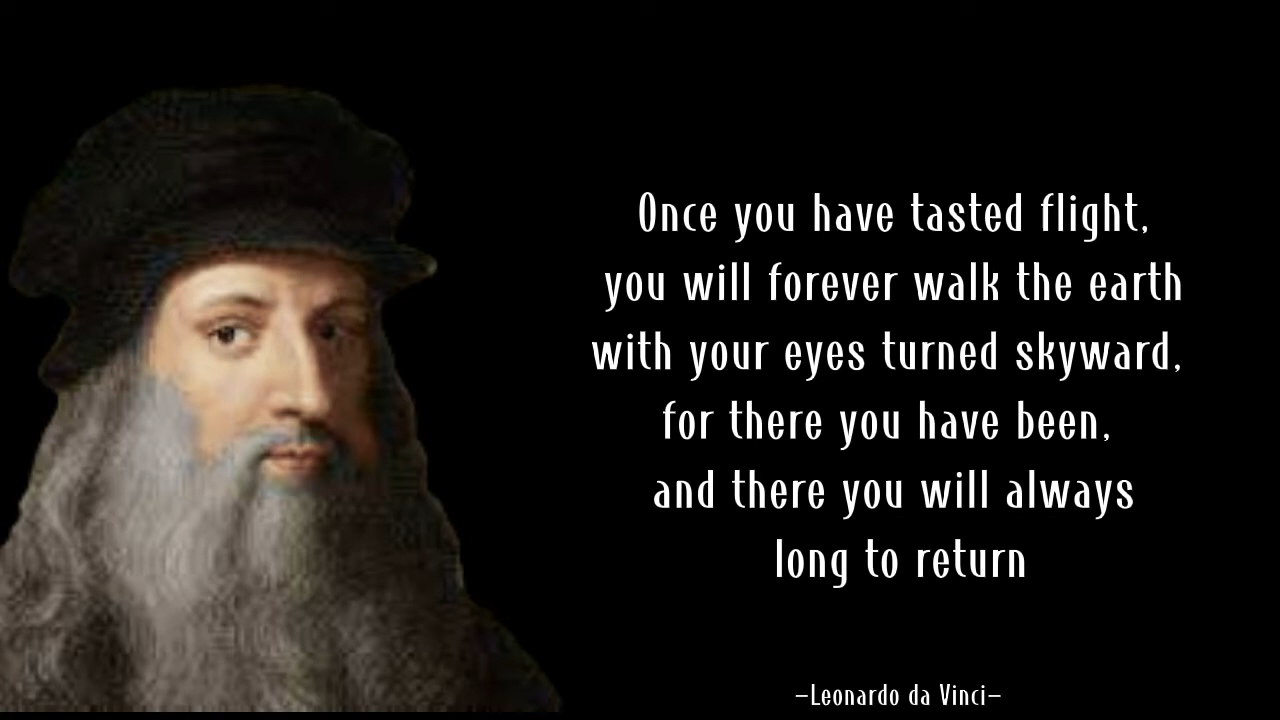 Once you have tasted flight,
you will forever walk the earth
with your eyes turned skyward,
for there you have been,
and there you will always
long to return
–Leonardo da Vinci–